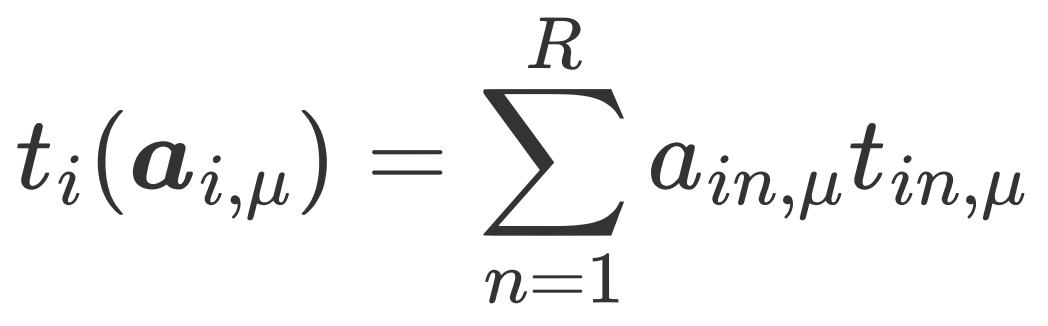 $t_i(\boldsymbol{a}_{i,\mu}) = \sum_{n=1}^{R} a_{in,\mu} t_{in,\mu}$